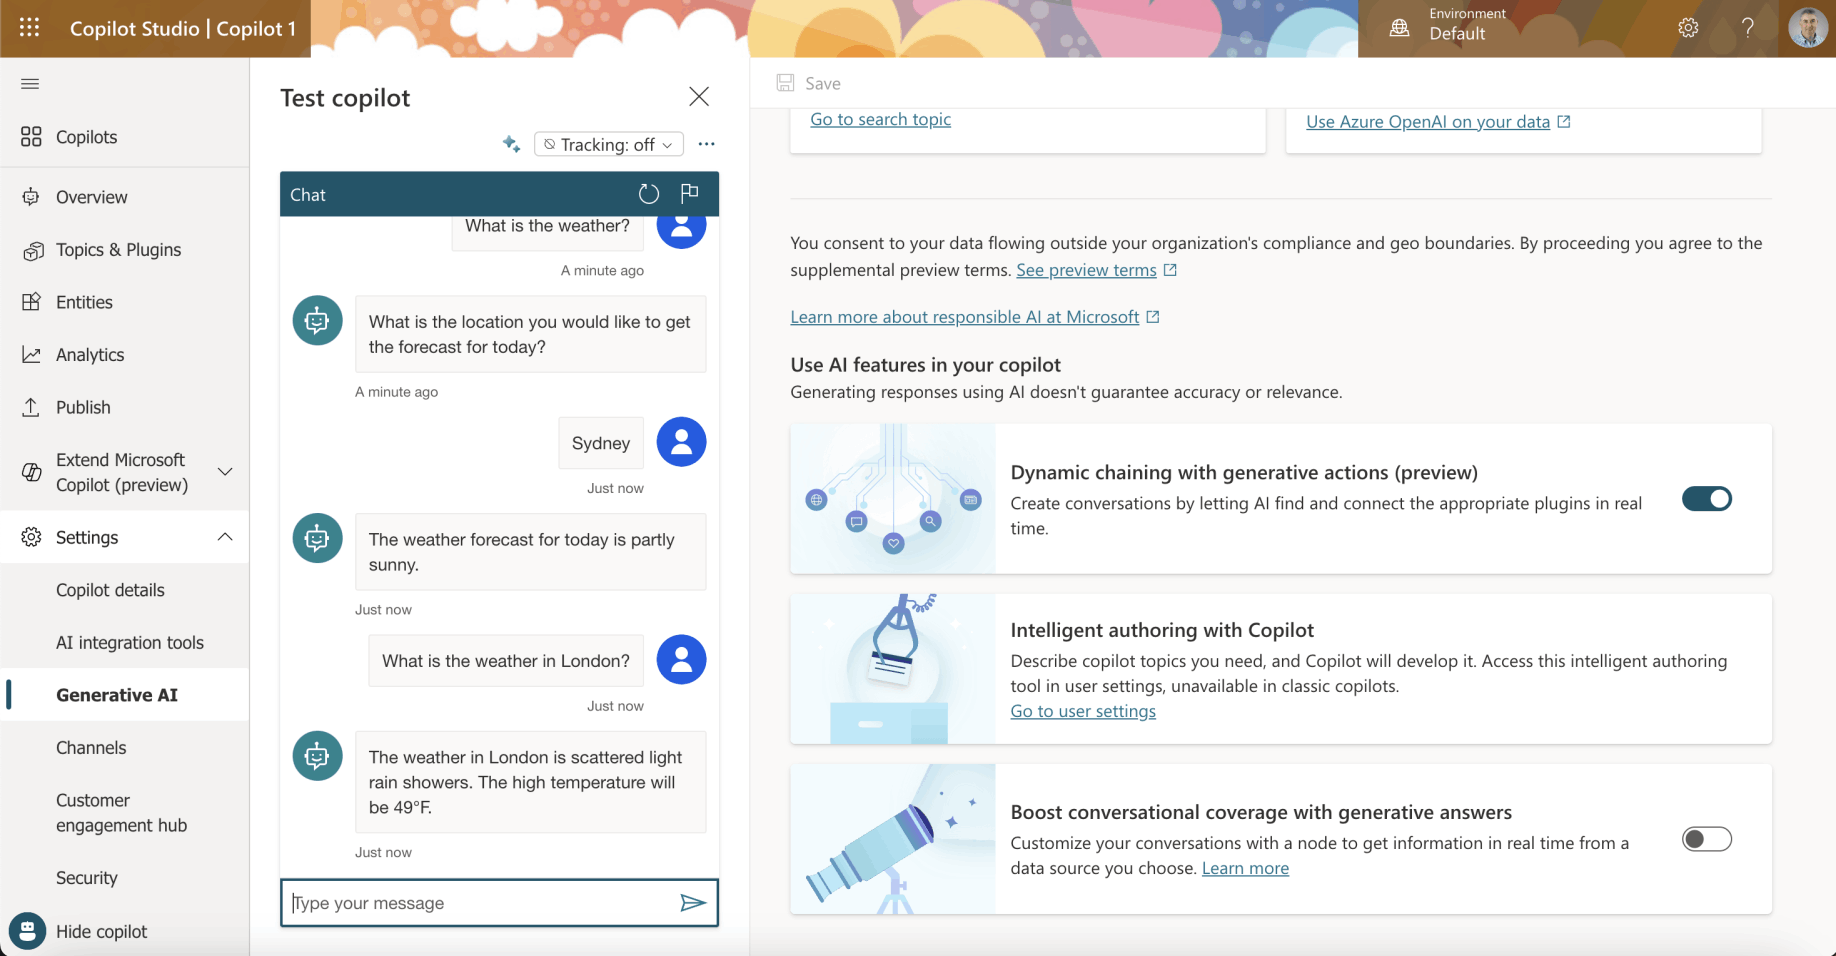 Copilot Studio | Copilot 1
Environment
Default
?
Copilots
Overview
Topics & Plugins
Entities
Analytics
Publish
Extend Microsoft
Copilot (preview)
Settings
Copilot details
AI integration tools
Generative AI
Channels
Customer
engagement hub
Security
Hide copilot
Test copilot
Tracking: off
Chat
What is the weather?
A minute ago
What is the location you would like to get
the forecast for today?
A minute ago
Sydney
Just now
The weather forecast for today is partly
sunny.
Just now
What is the weather in London?
Just now
The weather in London is scattered light
rain showers. The high temperature will
be 49°F.
Just now
Type your message
Save
Go to search topic
Use Azure OpenAI on your data
You consent to your data flowing outside your organization's compliance and geo boundaries. By proceeding you agree to the
supplemental preview terms. See preview terms
Learn more about responsible AI at Microsoft
Use AI features in your copilot
Generating responses using AI doesn't guarantee accuracy or relevance.
Dynamic chaining with generative actions (preview)
Create conversations by letting AI find and connect the appropriate plugins in real
time.
Intelligent authoring with Copilot
Describe copilot topics you need, and Copilot will develop it. Access this intelligent authoring
tool in user settings, unavailable in classic copilots.
Go to user settings
Boost conversational coverage with generative answers
Customize your conversations with a node to get information in real time from a
data source you choose. Learn more